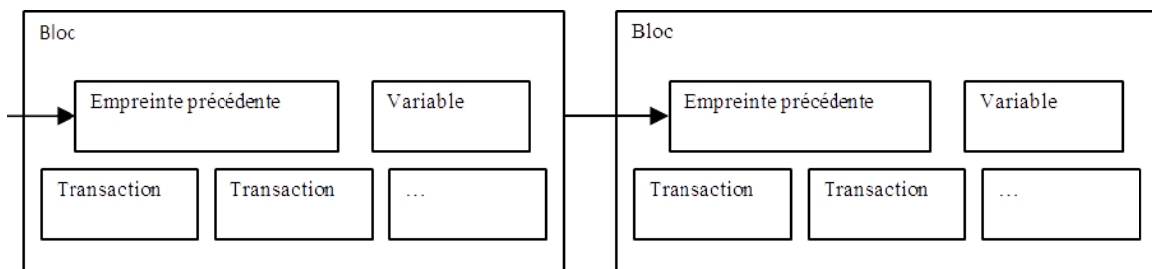 Bloc
Empreinte précédente
Variable
Transaction
Transaction
…
Bloc
Empreinte précédente
Variable
Transaction
Transaction
…